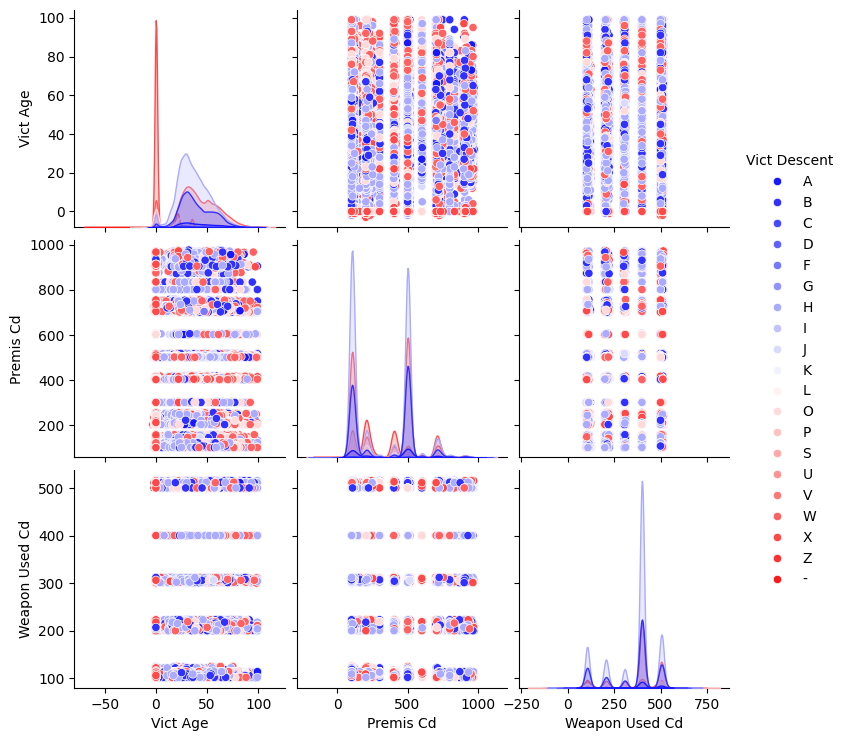 100
80
60
40
20
0
Vict Age
1000
800
600
400
200
Premis Cd
500
400
300
200
100
Weapon Used Cd
−50 0 50 100
Vict Age
0 500 1000
Premis Cd
−250 0 250 500 750
Weapon Used Cd
Vict Descent
A
B
C
D
F
G
H
I
J
K
L
O
P
S
U
V
W
X
Z
-